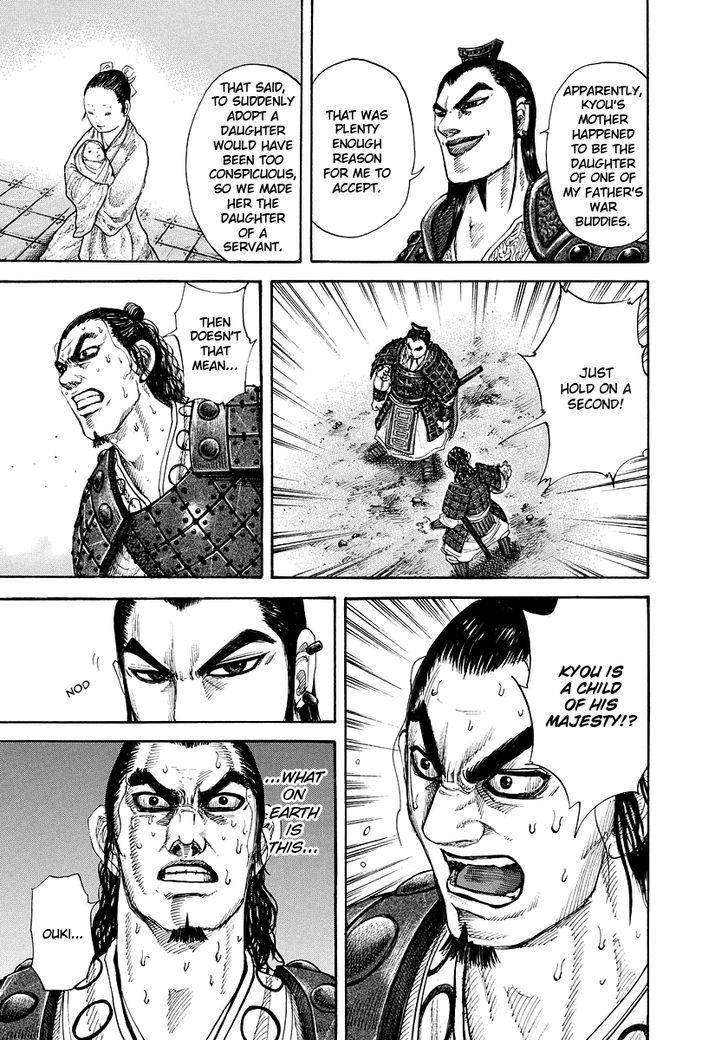 APPARENTLY,
KYOU'S
MOTHER
HAPPENED
TO BE THE
DAUGHTER
OF ONE OF
MY FATHER'S
WAR
BUDDIES.
THAT WAS
PLENTY
ENOUGH
REASON
FOR ME TO
ACCEPT.
THAT SAID,
TO SUDDENLY
ADOPT A
DAUGHTER
WOULD HAVE
BEEN TOO
CONSPICUOUS,
SO WE MADE
HER THE
DAUGHTER
OF A
SERVANT.
JUST
HOLD ON A
SECOND!
THEN
DOESN'T
THAT
MEAN...
KYOU IS
A CHILD
OF HIS
MAJESTY!?
NOD
...WHAT
ON
EARTH
IS
THIS...
OUKI...